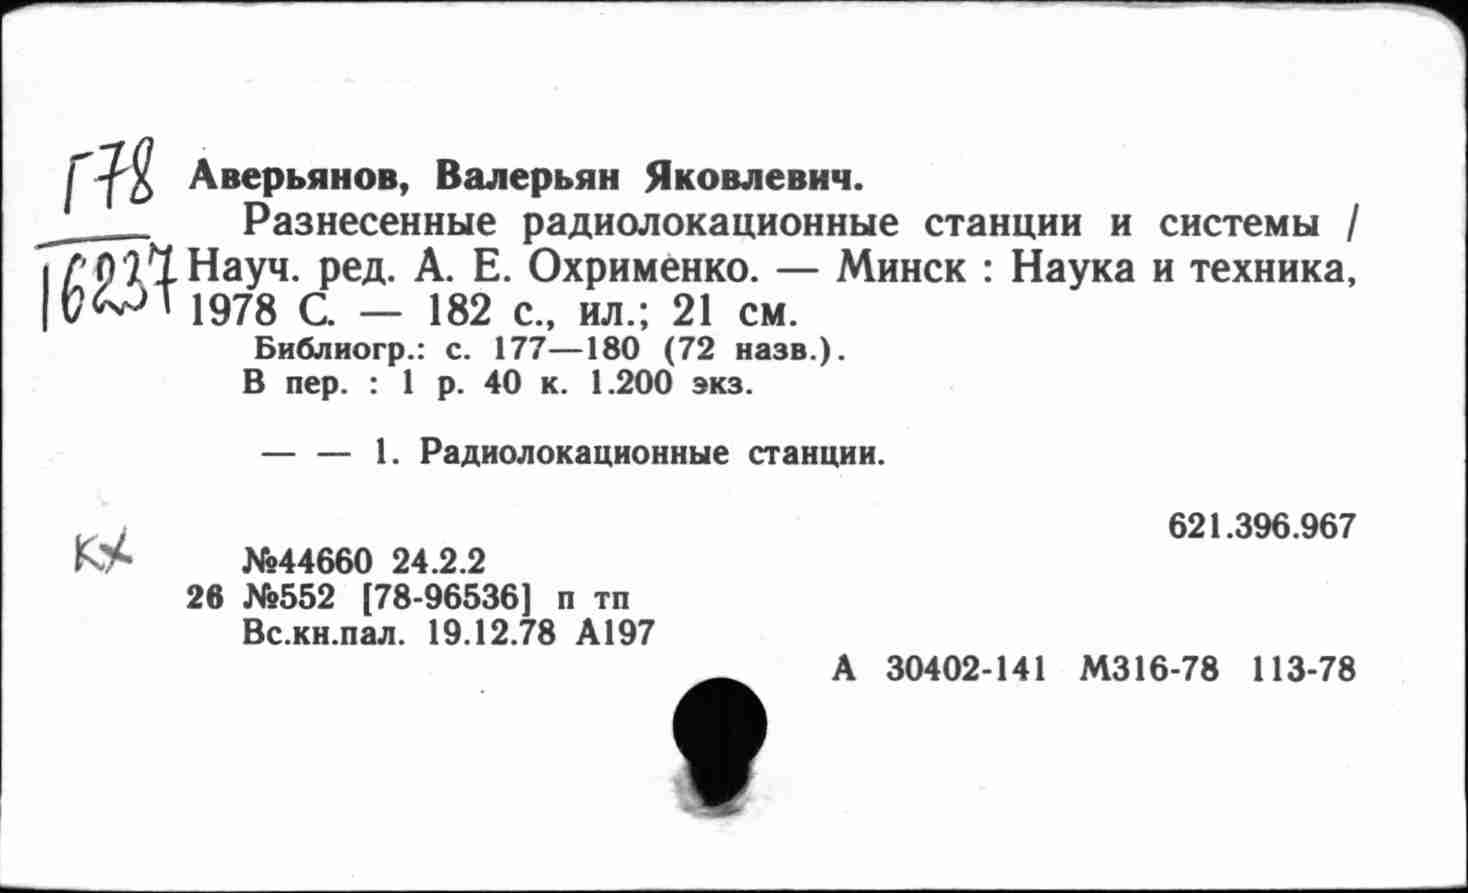 Г78
16237
Аверьянов, Валерьян Яковлевич.
Разнесенные радиолокационные станции и системы /
Науч. ред. А. Е. Охрименко. — Минск : Наука и техника,
1978 С. — 182 с., ил.; 21 см.
Библиогр.: с. 177—180 (72 назв.).
В пер. : 1 р. 40 к. 1.200 экз.
— — 1. Радиолокационные станции.
621.396.967
кх
№44660 24.2.2
26 №552 [78-96536] п тп
Вс.кн.пал. 19.12.78 А197
А 30402-141 М316-78 113-78